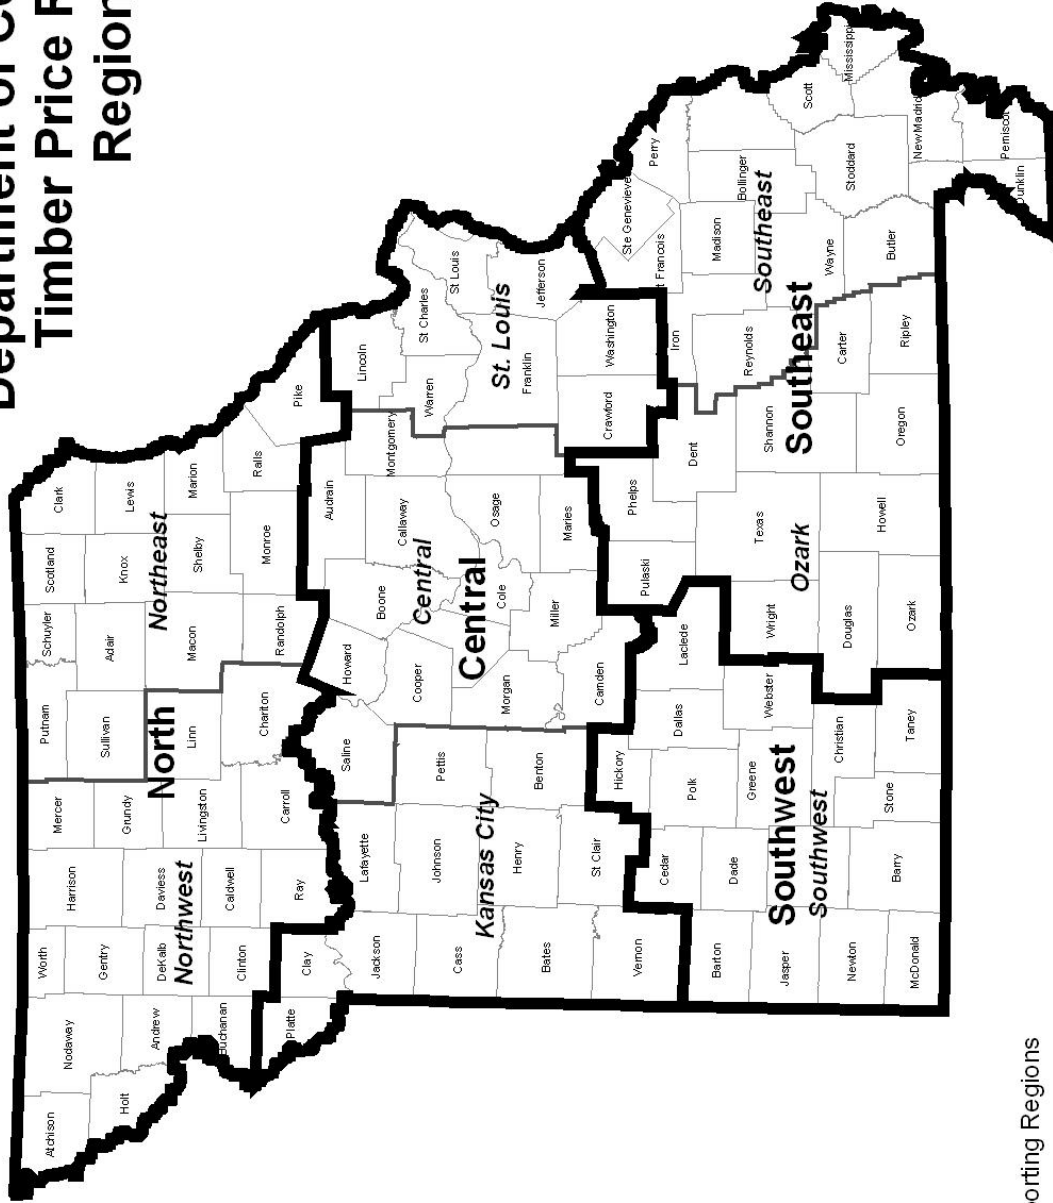 Department of Co
Timber Price R
Region
Atchison
Nodaway
Worth
Harrison
Mercer
Putnam
Schuyler
Scotland
Clark
Holt
Andrew
Gentry
DeKalb
Daviess
Grundy
Sullivan
Adair
Knox
Lewis
Northwest
North
Northeast
Buchanan
Clinton
Caldwell
Livingston
Linn
Macon
Shelby
Marion
Platte
Clay
Ray
Carroll
Chariton
Randolph
Monroe
Ralls
Pike
Jackson
Lafayette
Saline
Howard
Boone
Audrain
Montgomery
Lincoln
Cass
Johnson
Pettis
Cooper
Callaway
Warren
St Charles
St Louis
Kansas City
Central
Central
St. Louis
Bates
Henry
Benton
Morgan
Cole
Osage
Franklin
Jefferson
Vernon
St Clair
Hickory
Camden
Miller
Maries
Crawford
Washington
Ste Genevieve
t Francois
Perry
Barton
Cedar
Polk
Dallas
Laclede
Pulaski
Phelps
Dent
Iron
Madison
Bollinger
Jasper
Dade
Greene
Webster
Wright
Texas
Shannon
Reynolds
Southwest
Southwest
Ozark
Southeast
Southeast
Newton
Barry
Stone
Christian
Douglas
Howell
Carter
Wayne
Stoddard
Scott
Mississippi
McDonald
Taney
Ozark
Oregon
Ripley
Butler
New Madrid
Pemiscot
Dunklin
orting Regions